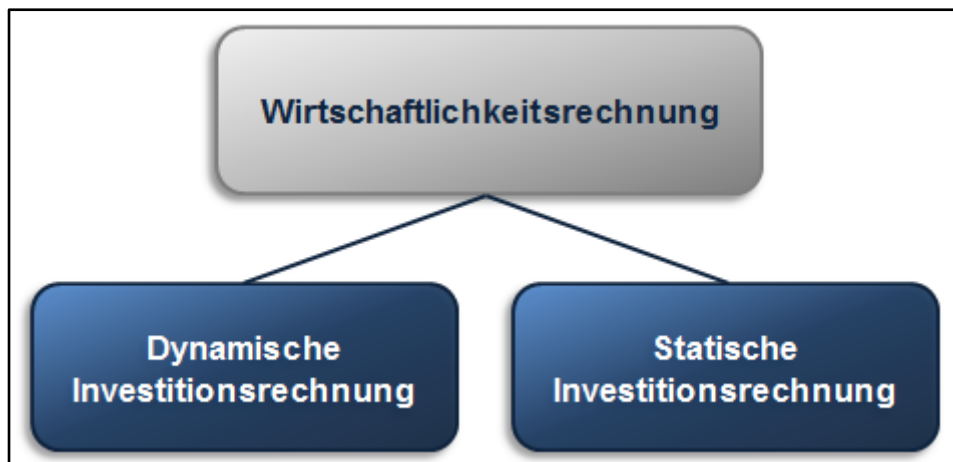 Wirtschaftlichkeitsrechnung
Dynamische
Investitionsrechnung
Statische
Investitionsrechnung